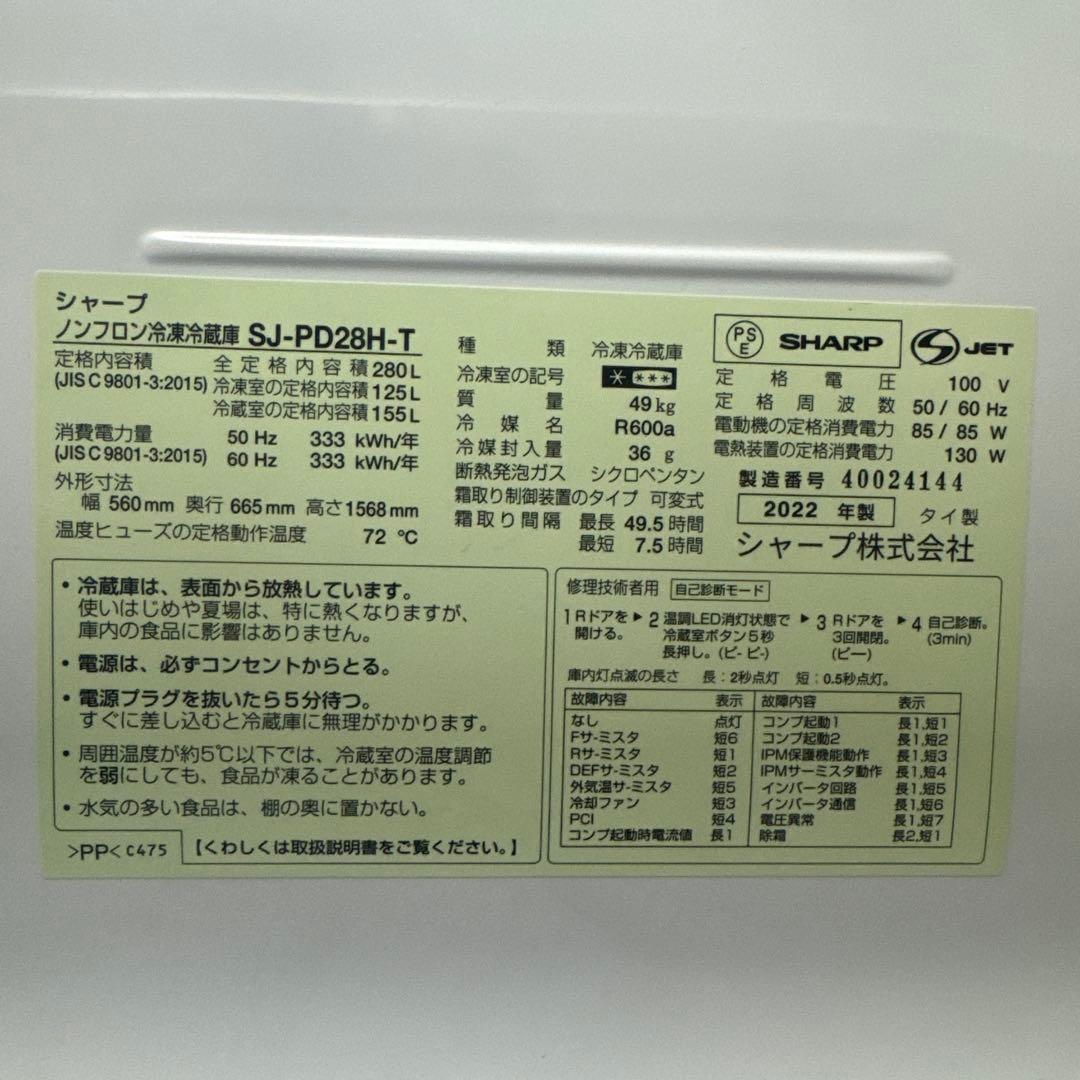 シャープ
ノンフロン冷凍冷蔵庫 SJ-PD28H-T
定格内容積 全定格内容積 280L
(JIS C 9801-3:2015) 冷凍室の定格内容積 125L
冷蔵室の定格内容積 155L
消費電力量 50 Hz 333 kWh/年
(JIS C 9801-3:2015) 60 Hz 333 kWh/年
外形寸法
幅 560mm 奥行 665mm 高さ 1568mm
温度ヒューズの定格動作温度 72 ℃
種類 冷凍冷蔵庫
冷凍室の記号 * ***
質量 49kg
冷媒名 R600a
冷媒封入量 36 g
断熱発泡ガス シクロペンタン
霜取り制御装置のタイプ 可変式
霜取り間隔 最長 49.5 時間
最短 7.5 時間
PSE SHARP JET
定格電圧 100 V
定格周波数 50 / 60 Hz
電動機の定格消費電力 85 / 85 W
電熱装置の定格消費電力 130 W
製造番号 40024144
2022 年製 タイ製
シャープ株式会社
・冷蔵庫は、表面から放熱しています。
使いはじめや夏場は、特に熱くなりますが、
庫内の食品に影響はありません。
・電源は、必ずコンセントからとる。
・電源プラグを抜いたら5分待つ。
すぐに差し込むと冷蔵庫に無理がかかります。
・周囲温度が約5℃以下では、冷蔵室の温度調節
を弱にしても、食品が凍ることがあります。
・水気の多い食品は、棚の奥に置かない。
>PP< C475 【くわしくは取扱説明書をご覧ください。】
修理技術者用 自己診断モード
1 Rドアを開ける。 ▶ 2 温調LED消灯状態で冷蔵室ボタン5秒長押し。(ピーピー) ▶ 3 Rドアを3回開閉。(ピー) ▶ 4 自己診断。(3min)
庫内灯点滅の長さ 長：2秒点灯 短：0.5秒点灯。
故障内容 表示 故障内容 表示
なし 点灯 コンプ起動1 長1,短1
Fサーミスタ 短6 コンプ起動2 長1,短2
Rサーミスタ 短1 IPM保護機能動作 長1,短3
DEFサーミスタ 短2 IPMサーミスタ動作 長1,短4
外気温サーミスタ 短5 インバータ回路 長1,短5
冷却ファン 短3 インバータ通信 長1,短6
PCI 短4 電圧異常 長1,短7
コンプ起動時電流値 長1 除霜 長2,短1